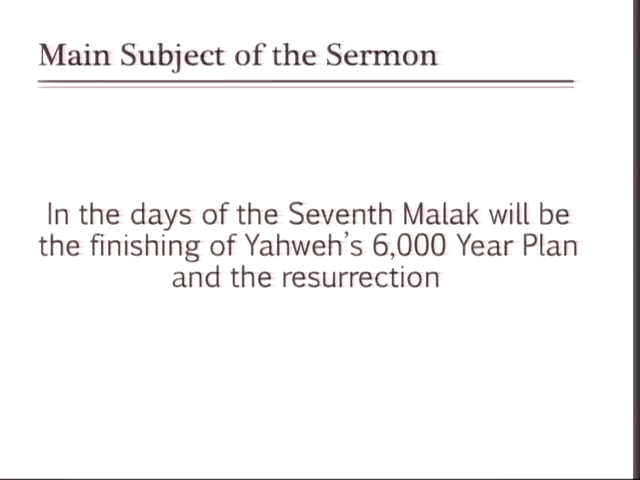 Main Subject of the Sermon
In the days of the Seventh Malak will be
the finishing of Yahweh's 6,000 Year Plan
and the resurrection